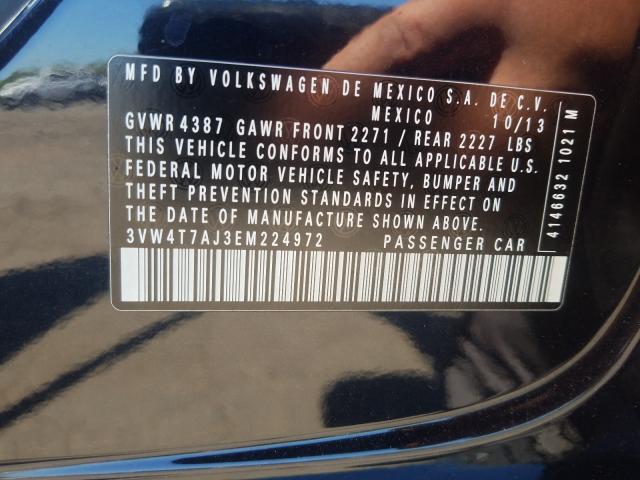 MFD BY VOLKSWAGEN DE MEXICO S.A. DE C.V.
MEXICO 10/13
GVWR 4387 GAWR FRONT 2271 / REAR 2227 LBS
THIS VEHICLE CONFORMS TO ALL APPLICABLE U.S.
FEDERAL MOTOR VEHICLE SAFETY, BUMPER AND
THEFT PREVENTION STANDARDS IN EFFECT ON
THE DATE OF MANUFACTURE SHOWN ABOVE.
3VW4T7AJ3EM224972 PASSENGER CAR
4146632 1021 M